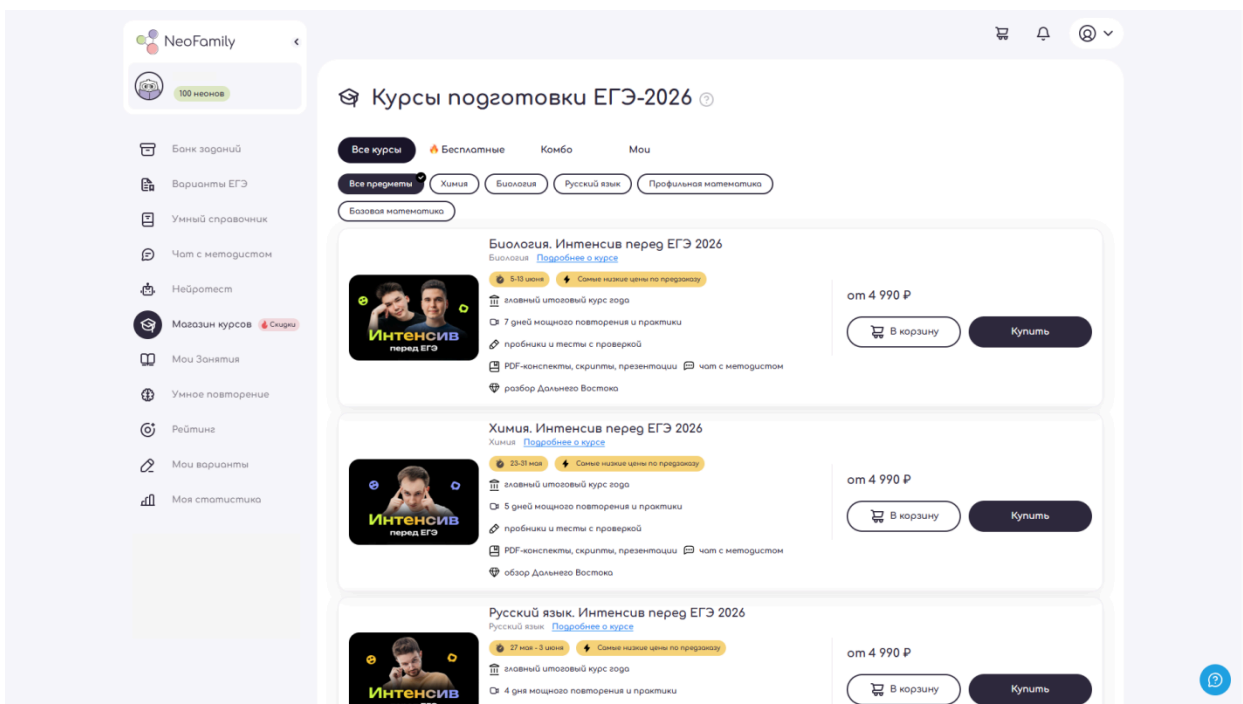 NeoFamily
100 неонов
Банк заданий
Варианты ЕГЭ
Умный справочник
Чат с методистом
Нейротест
Магазин курсов Скидки
Мои Занятия
Умное повторение
Рейтинг
Мои варианты
Моя статистика
Курсы подготовки ЕГЭ-2026
Все курсы Бесплатные Комбо Мои
Все предметы Химия Биология Русский язык Профильная математика
Базовая математика
Интенсив
перед ЕГЭ
Биология. Интенсив перед ЕГЭ 2026
Биология Подробнее о курсе
5-13 июня Самые низкие цены по предзаказу
главный итоговый курс года
7 дней мощного повторения и практики
пробники и тесты с проверкой
PDF-конспекты, скрипты, презентации чат с методистом
разбор Дальнего Востока
от 4 990 ₽
В корзину Купить
Интенсив
перед ЕГЭ
Химия. Интенсив перед ЕГЭ 2026
Химия Подробнее о курсе
23-31 мая Самые низкие цены по предзаказу
главный итоговый курс года
5 дней мощного повторения и практики
пробники и тесты с проверкой
PDF-конспекты, скрипты, презентации чат с методистом
обзор Дальнего Востока
от 4 990 ₽
В корзину Купить
Интенсив
Русский язык. Интенсив перед ЕГЭ 2026
Русский язык Подробнее о курсе
27 мая - 3 июня Самые низкие цены по предзаказу
главный итоговый курс года
4 дня мощного повторения и практики
от 4 990 ₽
В корзину Купить